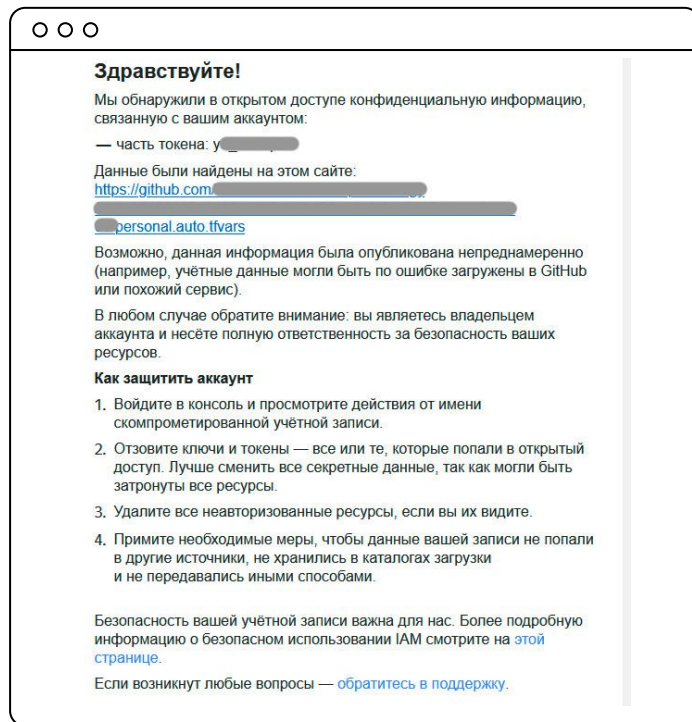 Здравствуйте!
Мы обнаружили в открытом доступе конфиденциальную информацию,
связанную с вашим аккаунтом:
— часть токена: y
Данные были найдены на этом сайте:
https://github.com/
personal.auto.tfvars
Возможно, данная информация была опубликована непреднамеренно
(например, учётные данные могли быть по ошибке загружены в GitHub
или похожий сервис).
В любом случае обратите внимание: вы являетесь владельцем
аккаунта и несёте полную ответственность за безопасность ваших
ресурсов.
Как защитить аккаунт
1. Войдите в консоль и просмотрите действия от имени
скомпрометированной учётной записи.
2. Отзовите ключи и токены — все или те, которые попали в открытый
доступ. Лучше сменить все секретные данные, так как могли быть
затронуты все ресурсы.
3. Удалите все неавторизованные ресурсы, если вы их видите.
4. Примите необходимые меры, чтобы данные вашей записи не попали
в другие источники, не хранились в каталогах загрузки
и не передавались иными способами.
Безопасность вашей учётной записи важна для нас. Более подробную
информацию о безопасном использовании IAM смотрите на этой
странице.
Если возникнут любые вопросы — обратитесь в поддержку.